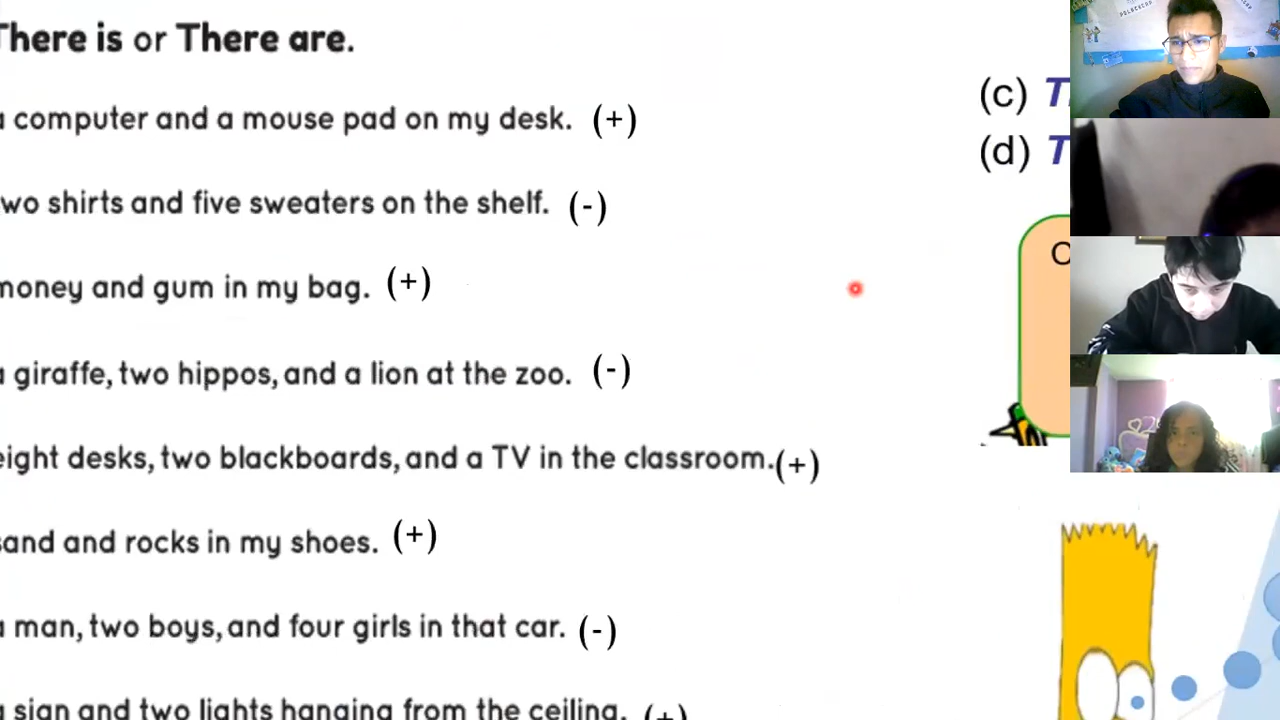 There is or There are.
a computer and a mouse pad on my desk. (+)
two shirts and five sweaters on the shelf. (-)
money and gum in my bag. (+)
a giraffe, two hippos, and a lion at the zoo. (-)
eight desks, two blackboards, and a TV in the classroom. (+)
sand and rocks in my shoes. (+)
a man, two boys, and four girls in that car. (-)
a sign and two lights hanging from the ceiling. (+)
(c) T
(d) T